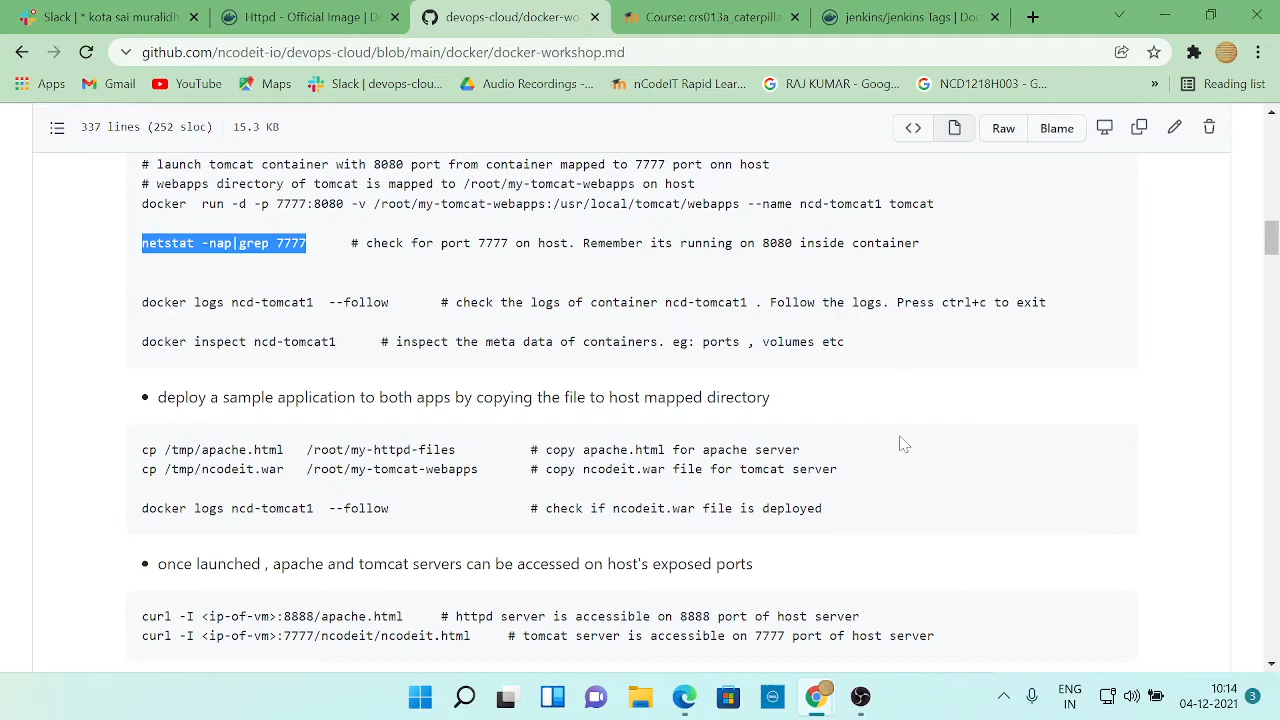 Slack | * kota sai muralidh
Httpd - Official Image | D
devops-cloud/docker-wo
Course: crs013a_caterpilla
jenkins/jenkins Tags | Doc
github.com/ncodeit-io/devops-cloud/blob/main/docker/docker-workshop.md
Apps
Gmail
YouTube
Maps
Slack | devops-clou...
Audio Recordings -...
nCodeIT Rapid Lear...
RAJ KUMAR - Goog...
NCD1218H003 - G...
»
Reading list
337 lines (252 sloc)
15.3 KB
Raw
Blame
# launch tomcat container with 8080 port from container mapped to 7777 port onn host
# webapps directory of tomcat is mapped to /root/my-tomcat-webapps on host
docker  run -d -p 7777:8080 -v /root/my-tomcat-webapps:/usr/local/tomcat/webapps --name ncd-tomcat1 tomcat
netstat -nap|grep 7777      # check for port 7777 on host. Remember its running on 8080 inside container
docker logs ncd-tomcat1  --follow       # check the logs of container ncd-tomcat1 . Follow the logs. Press ctrl+c to exit
docker inspect ncd-tomcat1      # inspect the meta data of containers. eg: ports , volumes etc
• deploy a sample application to both apps by copying the file to host mapped directory
cp /tmp/apache.html   /root/my-httpd-files          # copy apache.html for apache server
cp /tmp/ncodeit.war   /root/my-tomcat-webapps       # copy ncodeit.war file for tomcat server
docker logs ncd-tomcat1  --follow                   # check if ncodeit.war file is deployed
• once launched , apache and tomcat servers can be accessed on host's exposed ports
curl -I <ip-of-vm>:8888/apache.html     # httpd server is accessible on 8888 port of host server
curl -I <ip-of-vm>:7777/ncodeit/ncodeit.html     # tomcat server is accessible on 7777 port of host server
ENG
IN
10:14
04-12-2021
3